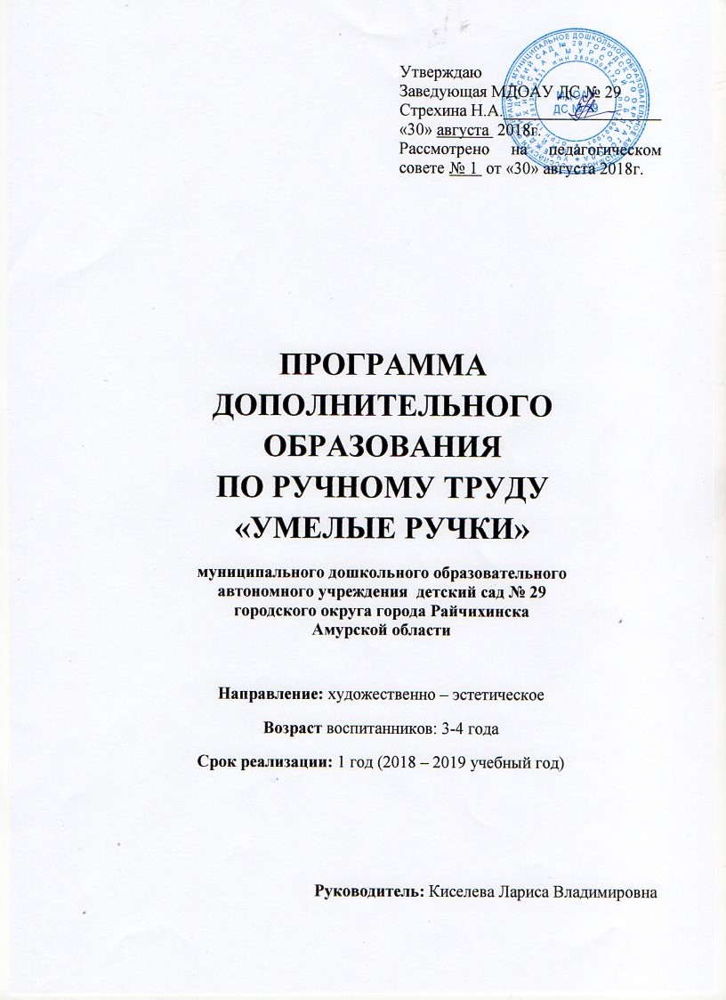 Утверждаю
Заведующая МДОАУ ДС № 29
Стрехина Н.А.
«30» августа 2018г.
Рассмотрено на педагогическом
совете № 1 от «30» августа 2018г.
ПРОГРАММА
ДОПОЛНИТЕЛЬНОГО
ОБРАЗОВАНИЯ
ПО РУЧНОМУ ТРУДУ
«УМЕЛЫЕ РУЧКИ»
муниципального дошкольного образовательного
автономного учреждения детский сад № 29
городского округа города Райчихинска
Амурской области
Направление: художественно – эстетическое
Возраст воспитанников: 3-4 года
Срок реализации: 1 год (2018 – 2019 учебный год)
Руководитель: Киселева Лариса Владимировна